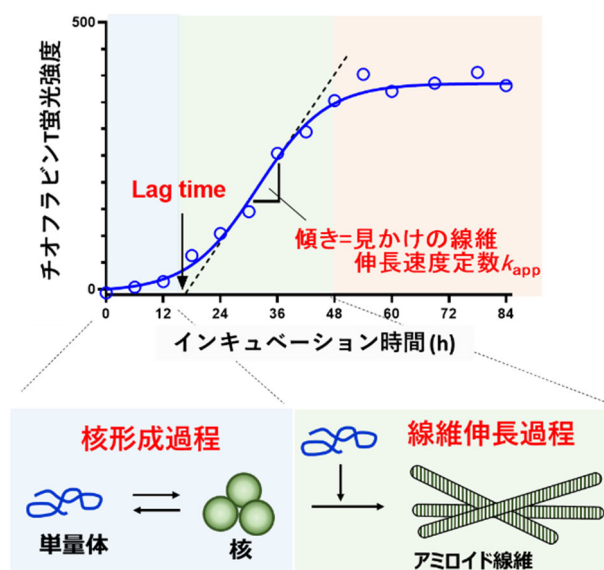 500
チオフラビンT蛍光強度
Lag time
傾き=見かけの線維
伸長速度定数kapp
0
0 12 24 36 48 60 72 84
インキュベーション時間(h)
核形成過程
線維伸長過程
単量体
核
アミロイド線維